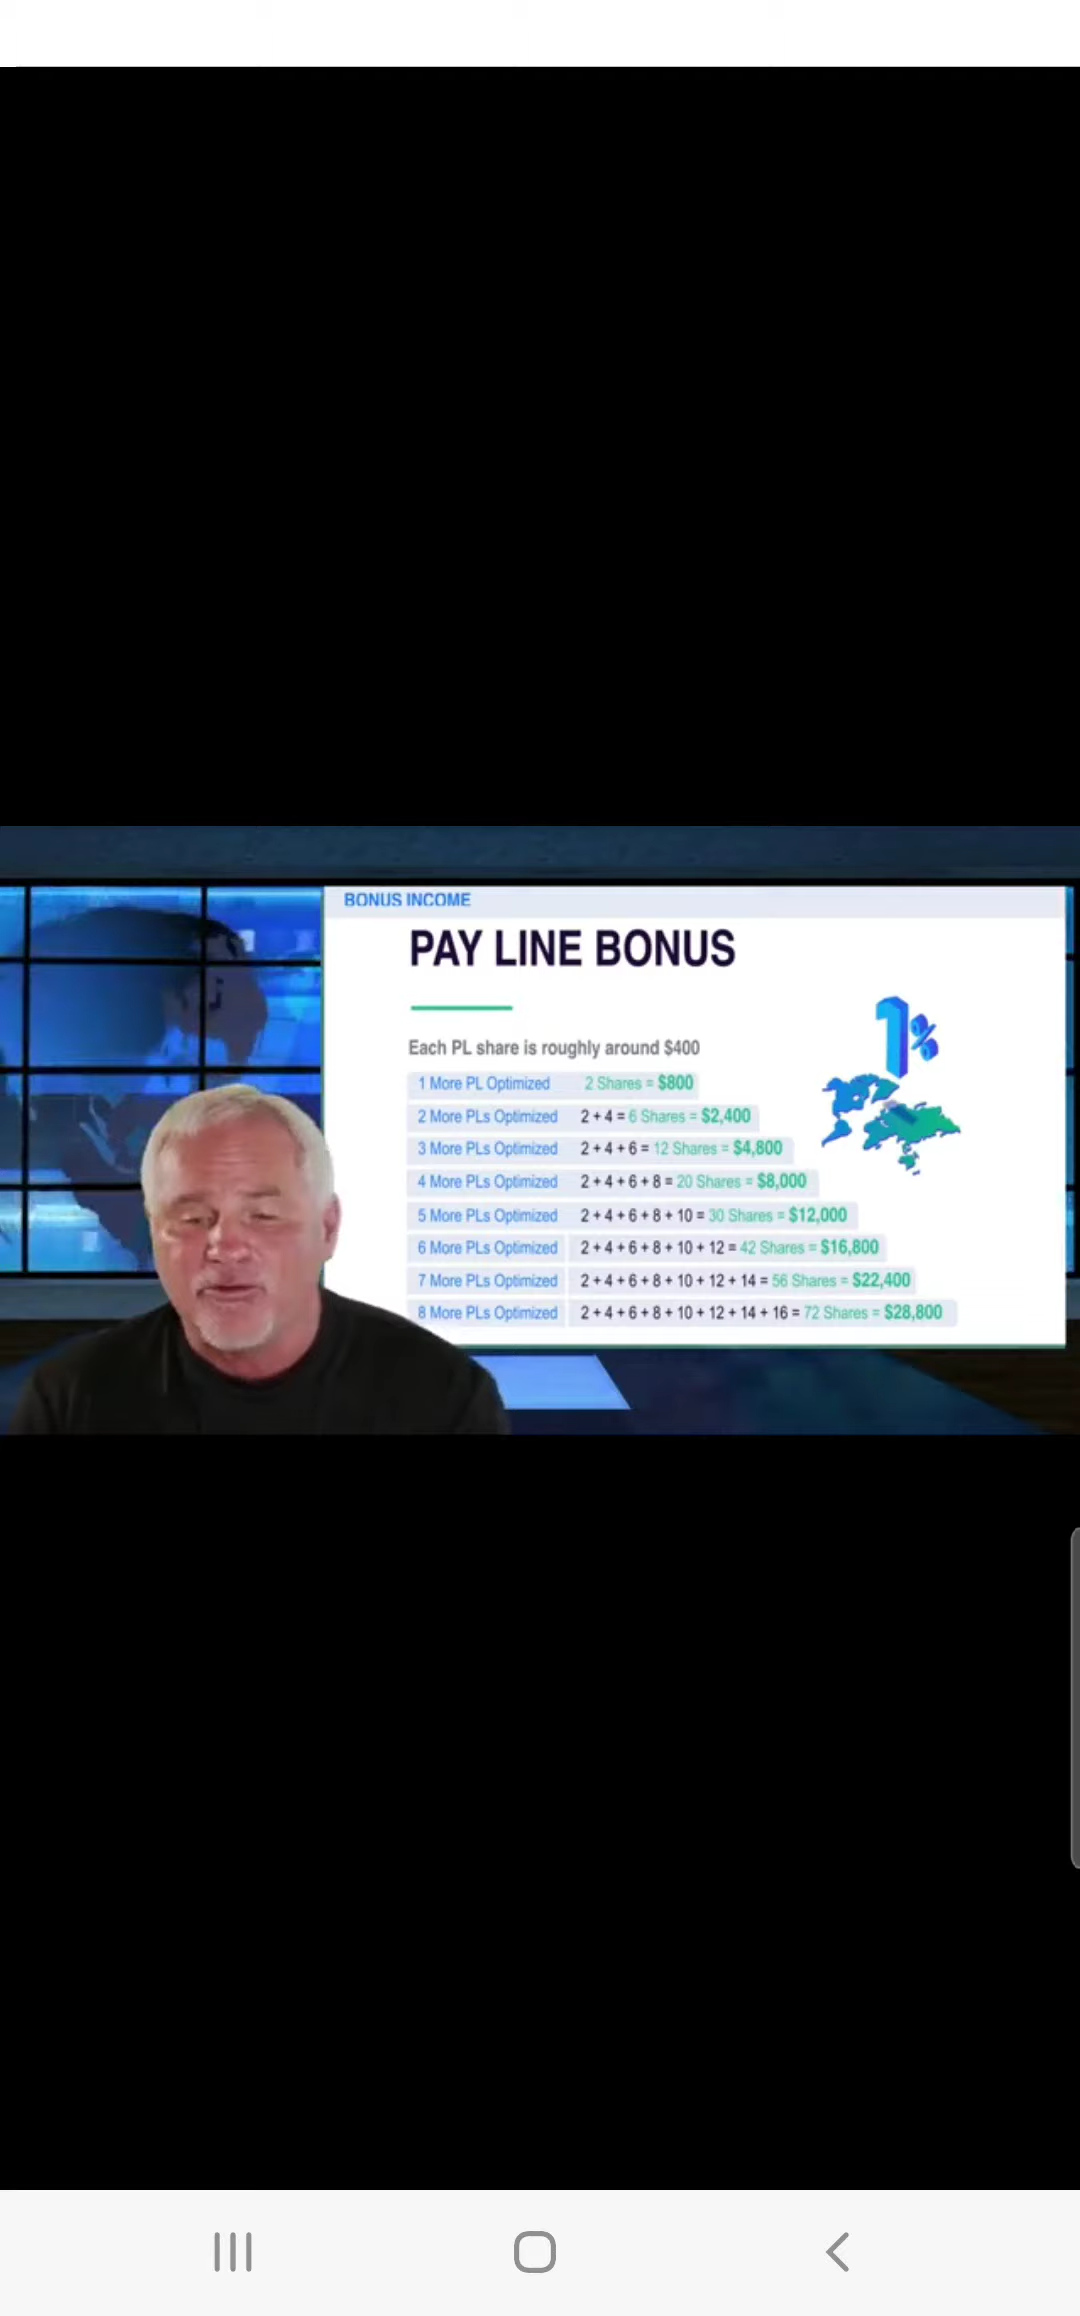 BONUS INCOME
PAY LINE BONUS
1%
Each PL share is roughly around $400
1 More PL Optimized 2 Shares = $800
2 More PLs Optimized 2 + 4 = 6 Shares = $2,400
3 More PLs Optimized 2 + 4 + 6 = 12 Shares = $4,800
4 More PLs Optimized 2 + 4 + 6 + 8 = 20 Shares = $8,000
5 More PLs Optimized 2 + 4 + 6 + 8 + 10 = 30 Shares = $12,000
6 More PLs Optimized 2 + 4 + 6 + 8 + 10 + 12 = 42 Shares = $16,800
7 More PLs Optimized 2 + 4 + 6 + 8 + 10 + 12 + 14 = 56 Shares = $22,400
8 More PLs Optimized 2 + 4 + 6 + 8 + 10 + 12 + 14 + 16 = 72 Shares = $28,800